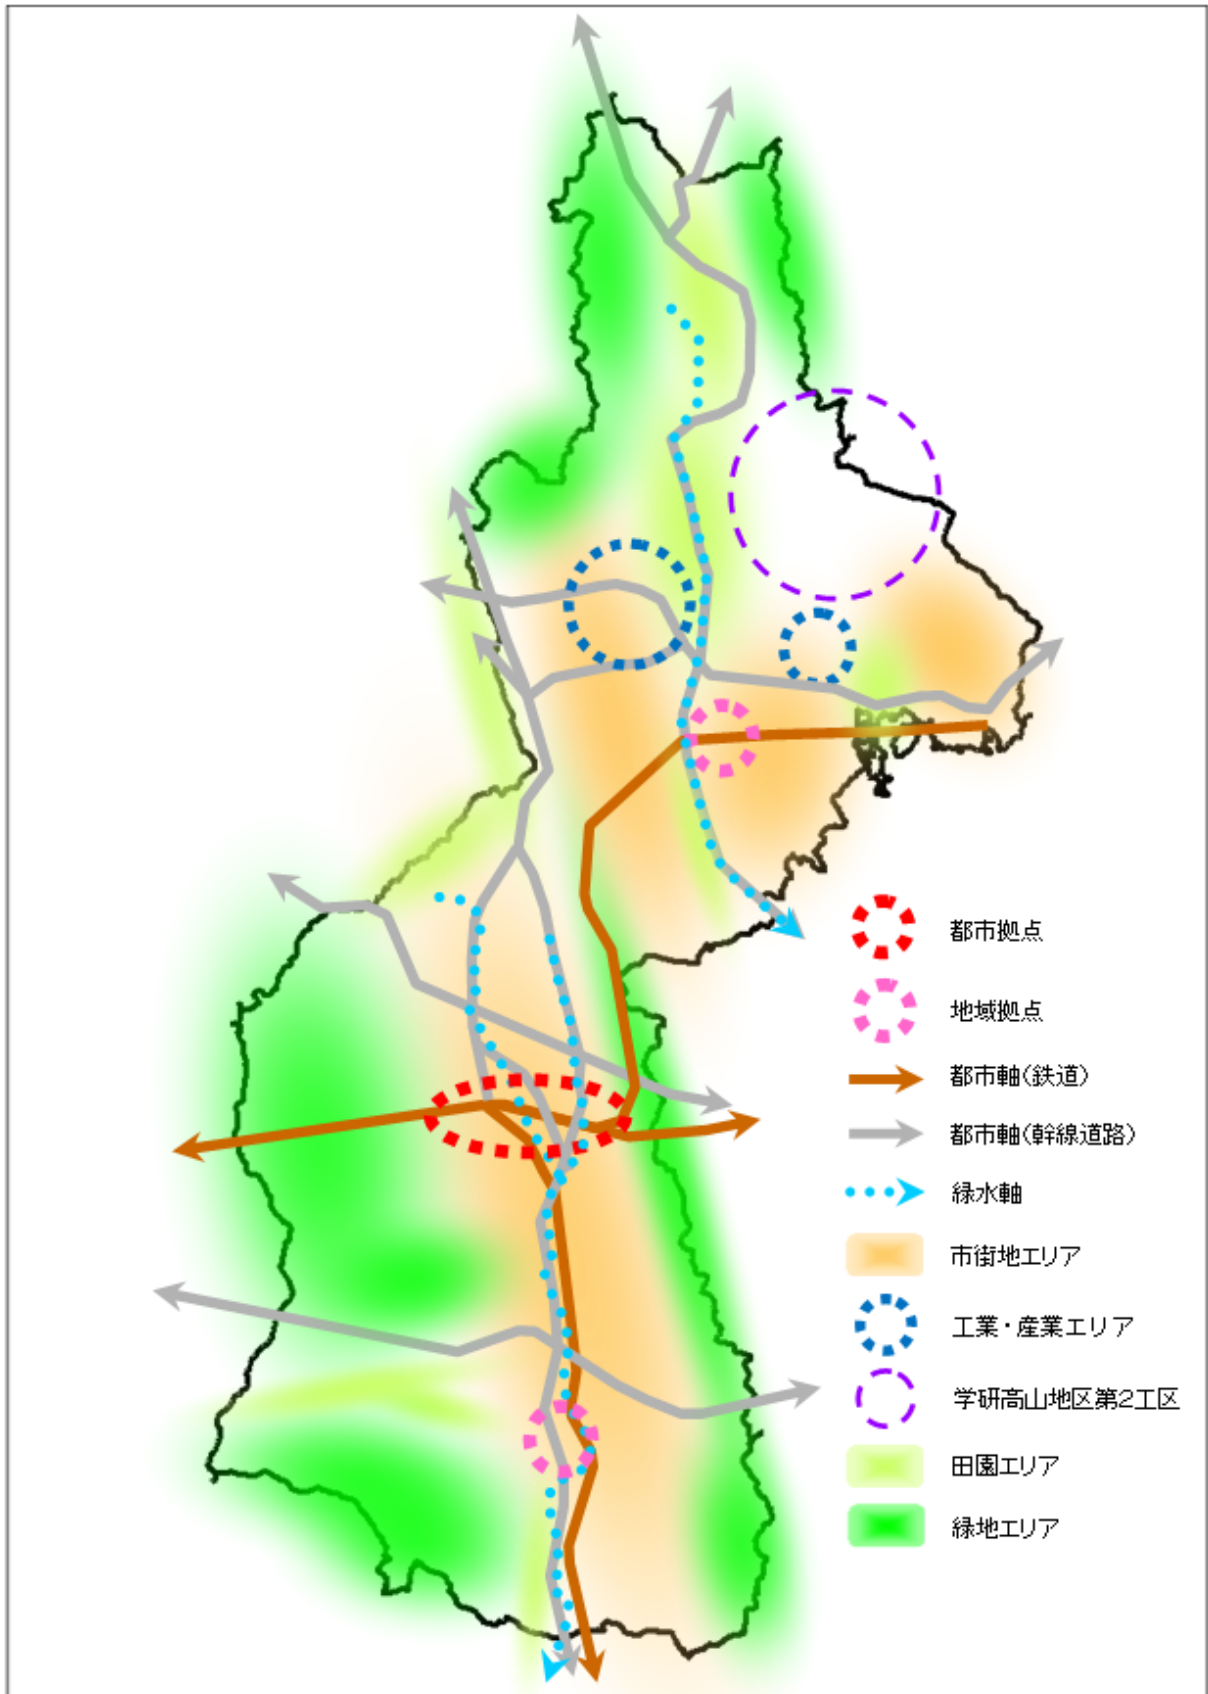 都市拠点
地域拠点
都市軸(鉄道)
都市軸(幹線道路)
緑水軸
市街地エリア
工業・産業エリア
学研高山地区第2工区
田園エリア
緑地エリア